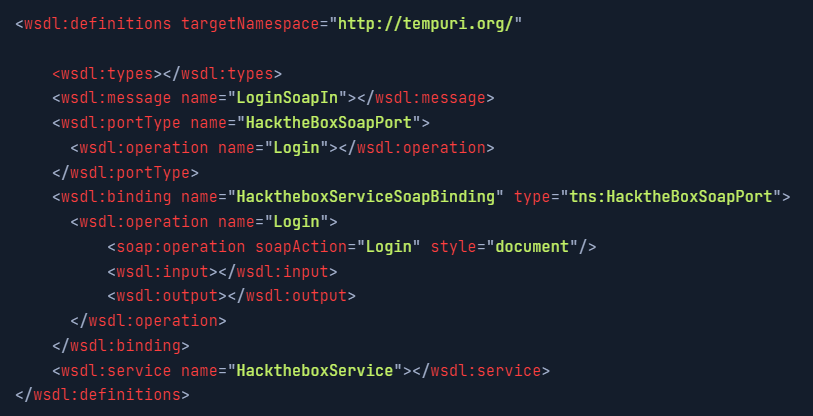 <wsdl:definitions targetNamespace="http://tempuri.org/"

    <wsdl:types></wsdl:types>
    <wsdl:message name="LoginSoapIn"></wsdl:message>
    <wsdl:portType name="HacktheBoxSoapPort">
      <wsdl:operation name="Login"></wsdl:operation>
    </wsdl:portType>
    <wsdl:binding name="HacktheboxServiceSoapBinding" type="tns:HacktheBoxSoapPort">
      <wsdl:operation name="Login">
          <soap:operation soapAction="Login" style="document"/>
          <wsdl:input></wsdl:input>
          <wsdl:output></wsdl:output>
      </wsdl:operation>
    </wsdl:binding>
    <wsdl:service name="HacktheboxService"></wsdl:service>
</wsdl:definitions>